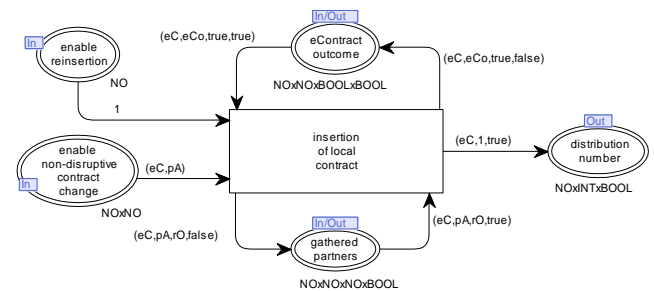 In
enable
reinsertion
NO
1
In/Out
eContract
outcome
NOxNOxBOOLxBOOL
(eC,eCo,true,true)
(eC,eCo,true,false)
insertion
of local
contract
enable
non-disruptive
contract
change
In
NOxNO
(eC,pA)
(eC,1,true)
Out
distribution
number
NOxINTxBOOL
(eC,pA,rO,false)
(eC,pA,rO,true)
In/Out
gathered
partners
NOxNOxNOxBOOL